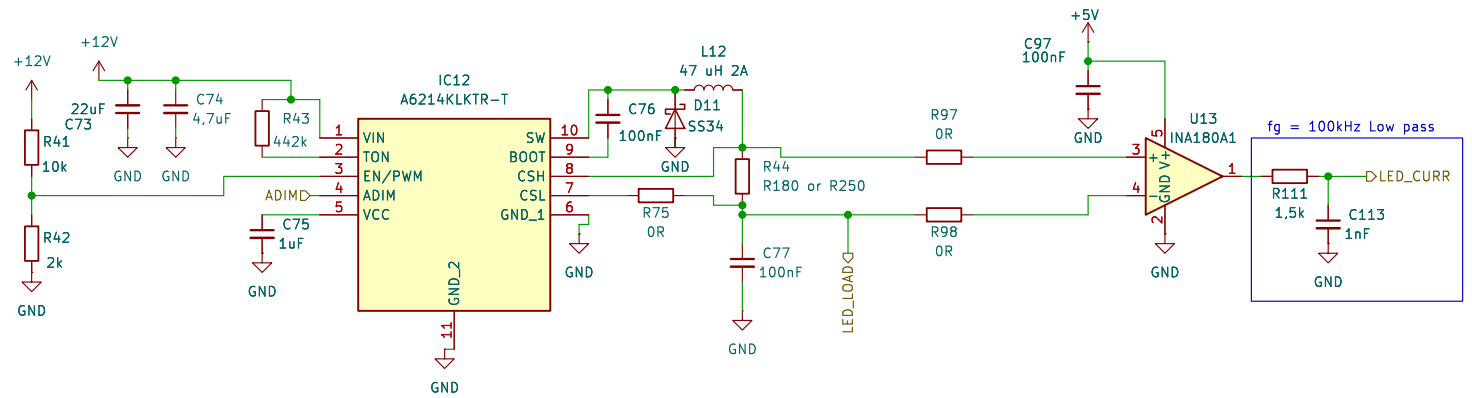 +12V
+12V
R41
10k
R42
2k
GND
22uF
C73
GND
C74
4,7uF
GND
R43
442k
ADIM
C75
1uF
GND
IC12
A6214KLKTR-T
1 VIN
2 TON
3 EN/PWM
4 ADIM
5 VCC
SW 10
BOOT 9
CSH 8
CSL 7
GND_1 6
GND_2
11
GND
GND
C76
100nF
D11
SS34
GND
L12
47 uH 2A
R44
R180 or R250
R75
0R
C77
100nF
GND
LED_LOAD
R97
0R
R98
0R
+5V
C97
100nF
GND
U13
INA180A1
3 +
4 -
5 V+
GND 2
1
GND
fg = 100kHz Low pass
R111
1,5k
LED_CURR
C113
1nF
GND